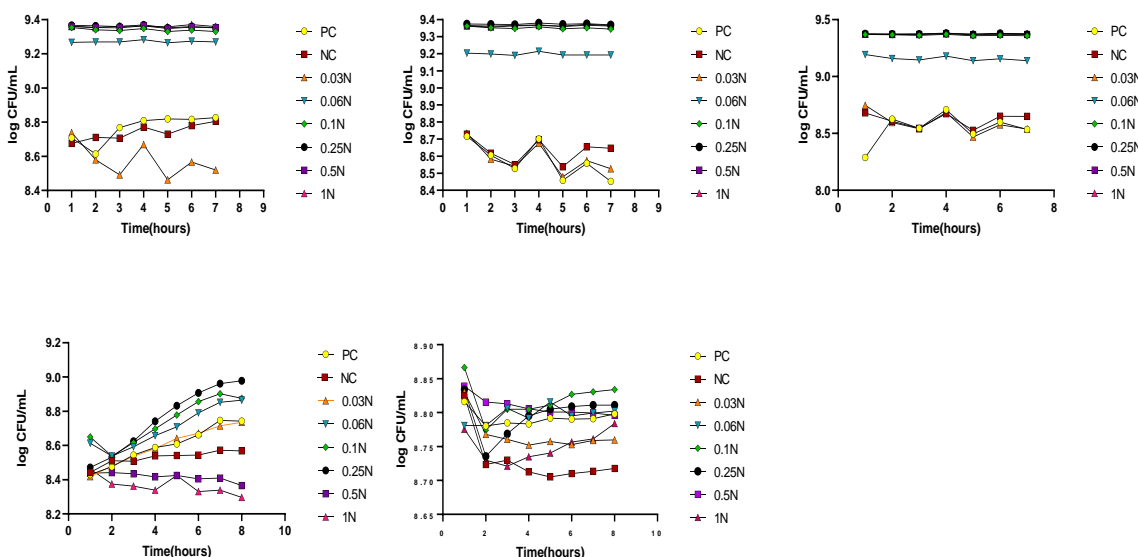 log CFU/mL
9.4
9.2
9.0
8.8
8.6
8.4
0 1 2 3 4 5 6 7 8 9
Time(hours)
PC
NC
0.03N
0.06N
0.1N
0.25N
0.5N
1N
log CFU/mL
9.4
9.3
9.2
9.1
9.0
8.9
8.8
8.7
8.6
8.5
8.4
0 1 2 3 4 5 6 7 8 9
Time(hours)
PC
NC
0.03N
0.06N
0.1N
0.25N
0.5N
1N
log CFU/mL
9.5
9.0
8.5
8.0
0 2 4 6 8
Time(hours)
PC
NC
0.03N
0.06N
0.1N
0.25N
0.5N
1N
log CFU/mL
9.2
9.0
8.8
8.6
8.4
8.2
0 2 4 6 8 10
Time(hours)
PC
NC
0.03N
0.06N
0.1N
0.25N
0.5N
1N
log CFU/mL
8.90
8.85
8.80
8.75
8.70
8.65
0 2 4 6 8 10
Time(hours)
PC
NC
0.03N
0.06N
0.1N
0.25N
0.5N
1N